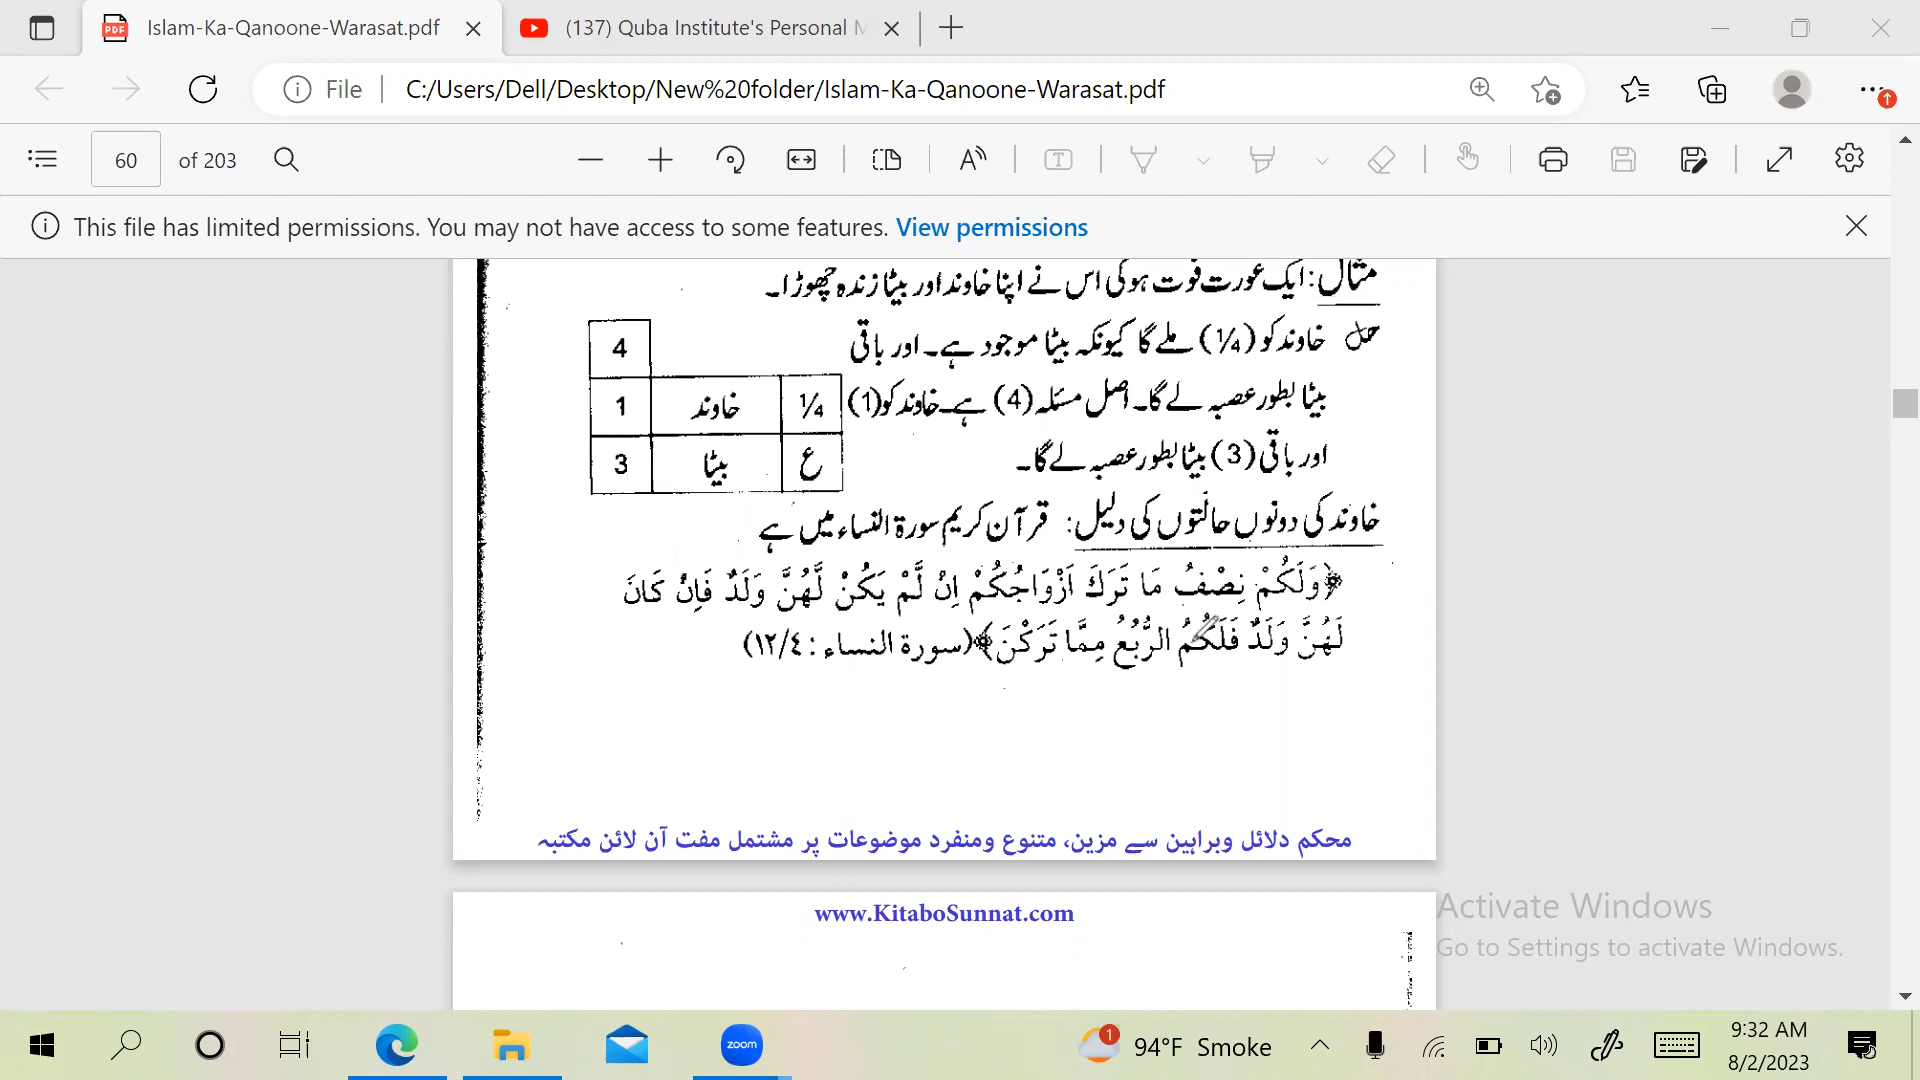 Islam-Ka-Qanoone-Warasat.pdf
(137) Quba Institute's Personal M
File
C:/Users/Dell/Desktop/New%20folder/Islam-Ka-Qanoone-Warasat.pdf
60 of 203
This file has limited permissions. You may not have access to some features. View permissions
مثال: ایک عورت فوت ہوگی اس نے اپنا خاوند اور بیٹا زندہ چھوڑا۔
حل خاوند کو (¼) ملے گا کیونکہ بیٹا موجود ہے۔ اور باقی
بیٹا بطور عصبہ لے گا۔ اصل مسئلہ (4) ہے۔ خاوند کو (1)
اور باقی (3) بیٹا بطور عصبہ لے گا۔
4
¼ خاوند 1
ع بیٹا 3
خاوند کی دونوں حالتوں کی دلیل: قرآن کریم سورۃ النساء میں ہے
﴿وَلَكُمْ نِصْفُ مَا تَرَكَ اَزْوَاجُكُمْ اِنْ لَّمْ يَكُنْ لَّهُنَّ وَلَدٌ فَاِنْ كَانَ
لَهُنَّ وَلَدٌ فَلَكُمُ الرُّبُعُ مِمَّا تَرَكْنَ﴾ (سورة النساء : ١٢/٤)
محکم دلائل وبراہین سے مزین، متنوع ومنفرد موضوعات پر مشتمل مفت آن لائن مکتبہ
www.KitaboSunnat.com
Activate Windows
Go to Settings to activate Windows.
zoom
1
94°F Smoke
9:32 AM
8/2/2023